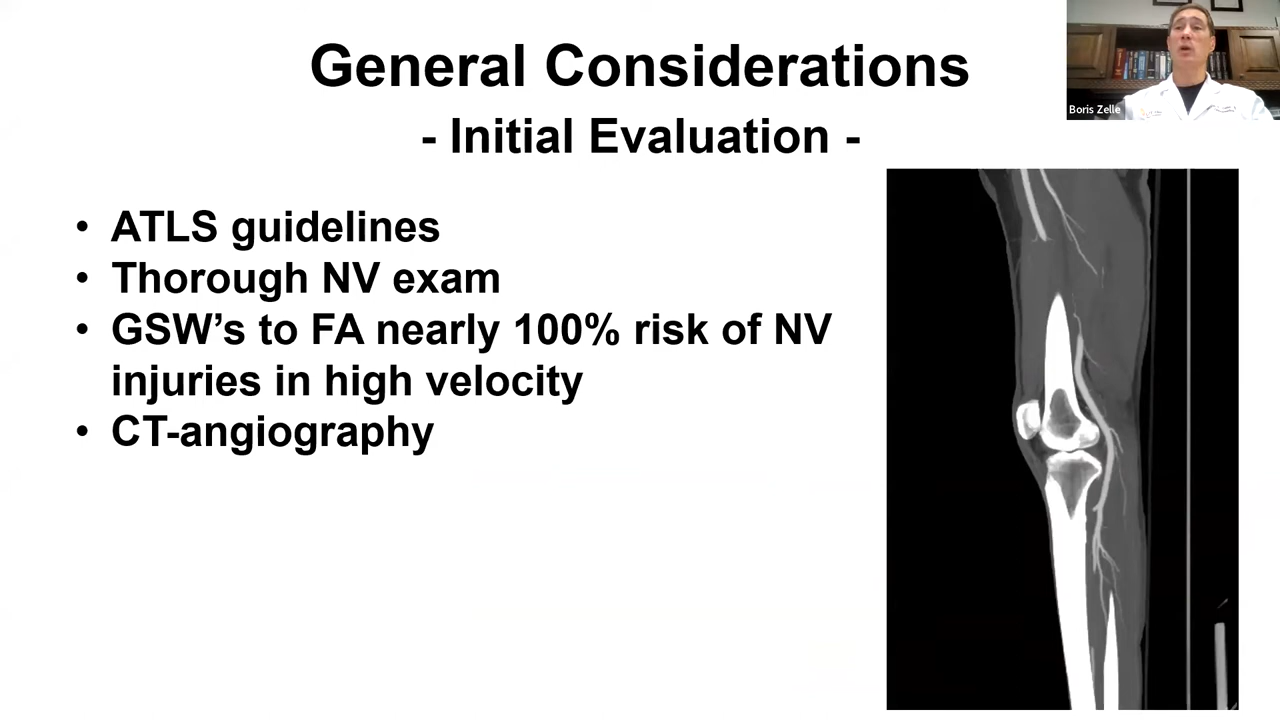 General Considerations
- Initial Evaluation -
Boris Zelle
• ATLS guidelines
• Thorough NV exam
• GSW’s to FA nearly 100% risk of NV
injuries in high velocity
• CT-angiography